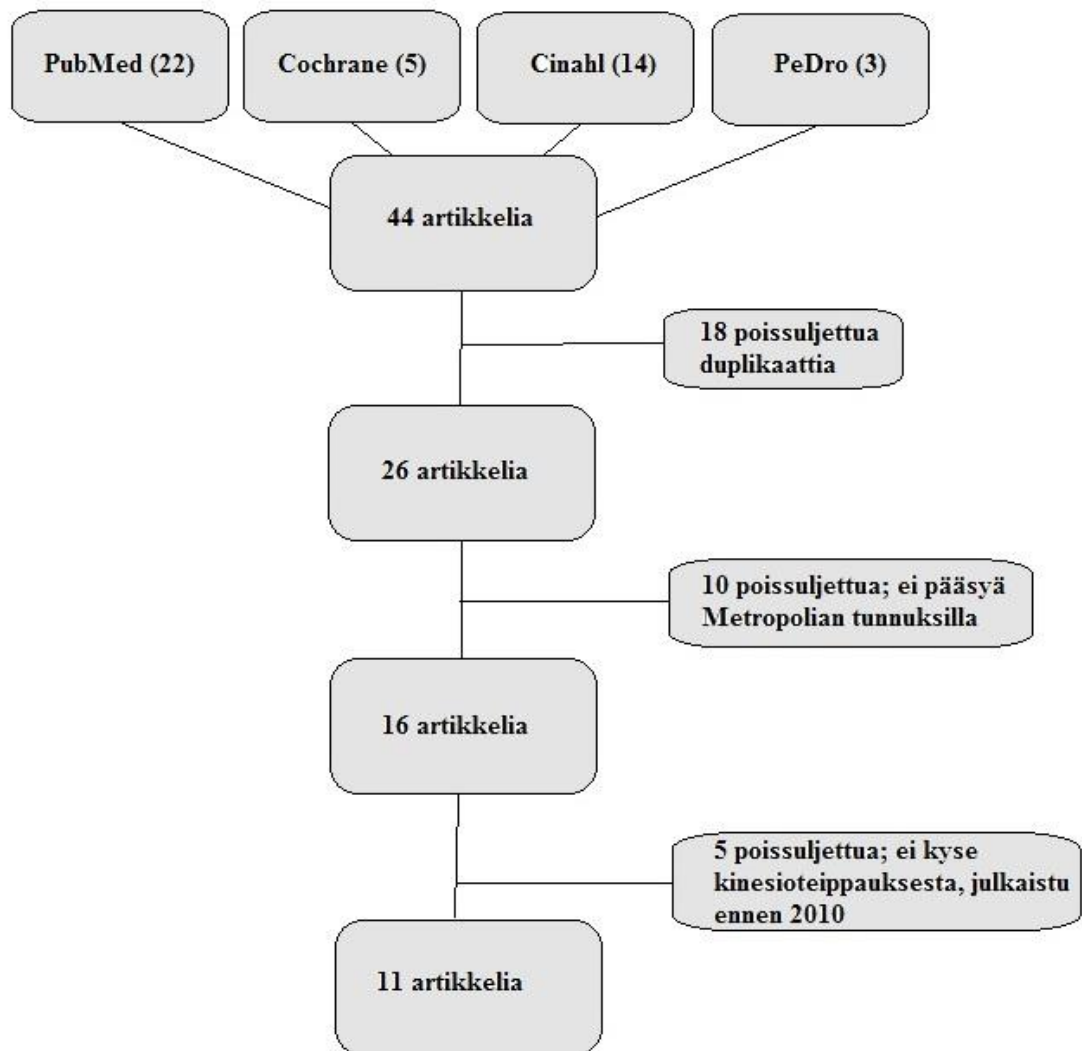 PubMed (22)
Cochrane (5)
Cinahl (14)
PeDro (3)
44 artikkelia
18 poissuljettua
duplikaattia
26 artikkelia
10 poissuljettua; ei pääsyä
Metropolian tunnuksilla
16 artikkelia
5 poissuljettua; ei kyse
kinesioteippauksesta, julkaistu
ennen 2010
11 artikkelia